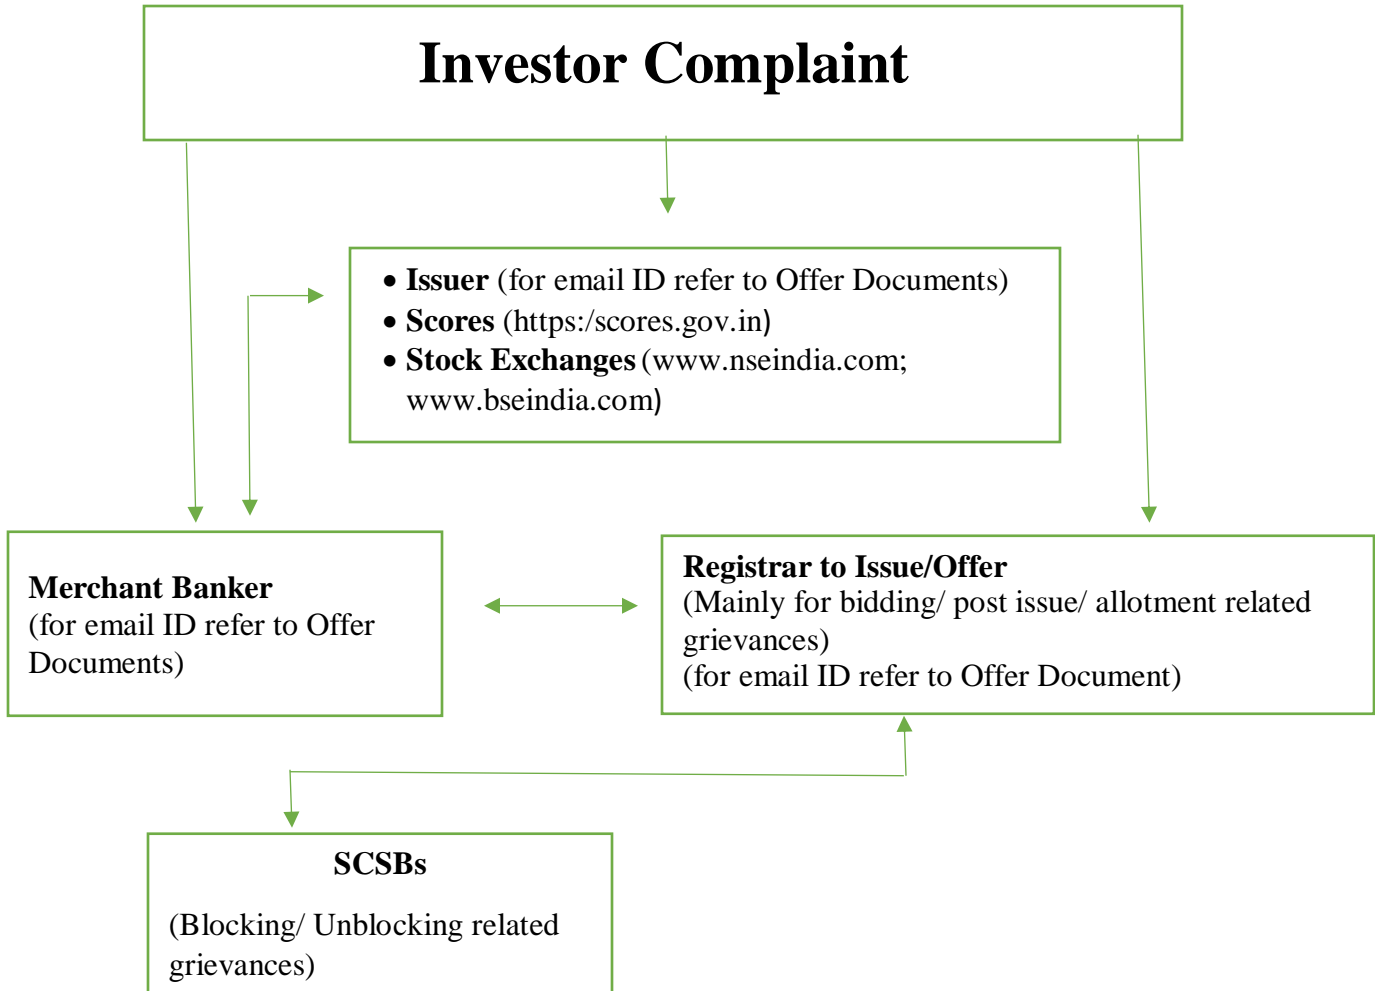 Investor Complaint
• Issuer (for email ID refer to Offer Documents)
• Scores (https:/scores.gov.in)
• Stock Exchanges (www.nseindia.com;
www.bseindia.com)
Merchant Banker
(for email ID refer to Offer
Documents)
Registrar to Issue/Offer
(Mainly for bidding/ post issue/ allotment related
grievances)
(for email ID refer to Offer Document)
SCSBs
(Blocking/ Unblocking related
grievances)